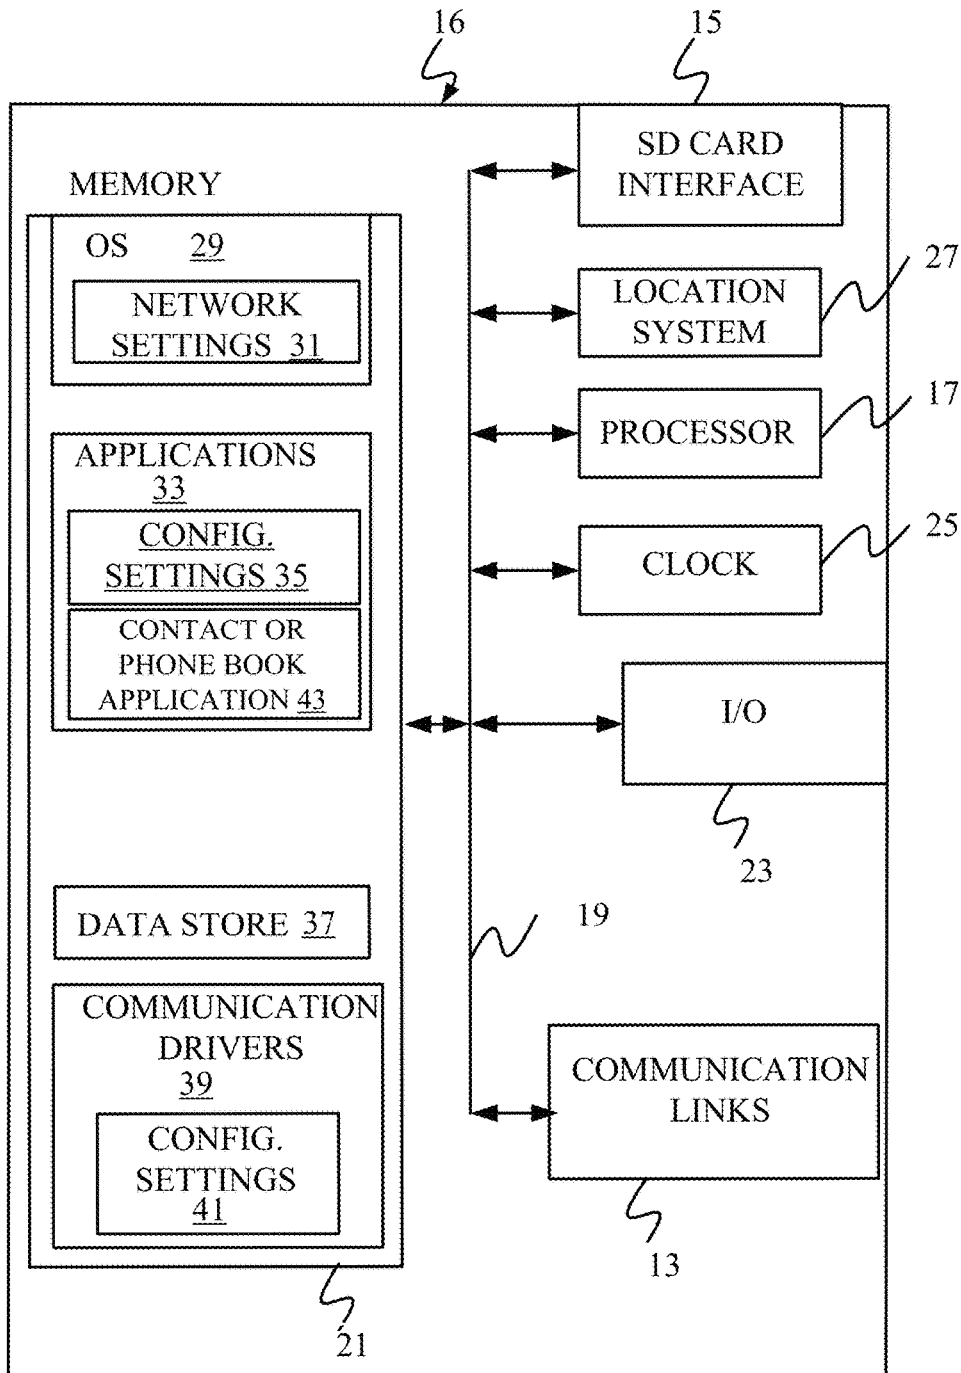 16
15
SD CARD
INTERFACE
MEMORY
OS 29
NETWORK
SETTINGS 31
27
LOCATION
SYSTEM
17
PROCESSOR
APPLICATIONS
33
CONFIG.
SETTINGS 35
25
CLOCK
CONTACT OR
PHONE BOOK
APPLICATION 43
I/O
23
DATA STORE 37
19
COMMUNICATION
DRIVERS
39
CONFIG.
SETTINGS
41
COMMUNICATION
LINKS
13
21